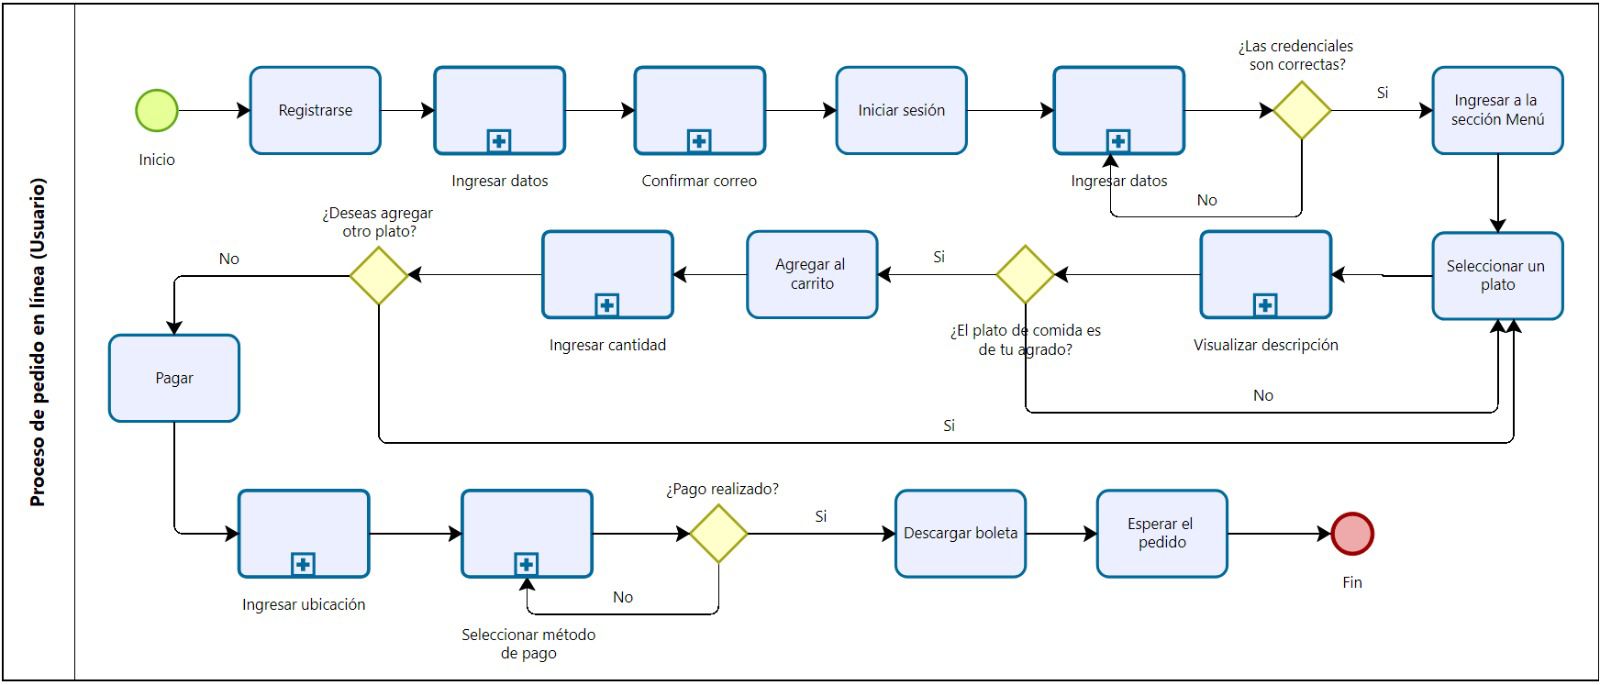 Proceso de pedido en línea (Usuario)
Inicio
Registrarse
Ingresar datos
Confirmar correo
Iniciar sesión
Ingresar datos
¿Las credenciales
son correctas?
Si
No
Ingresar a la
sección Menú
Seleccionar un
plato
Visualizar descripción
¿El plato de comida es
de tu agrado?
No
Si
Agregar al
carrito
Ingresar cantidad
¿Deseas agregar
otro plato?
Si
No
Pagar
Ingresar ubicación
Seleccionar método
de pago
¿Pago realizado?
No
Si
Descargar boleta
Esperar el
pedido
Fin